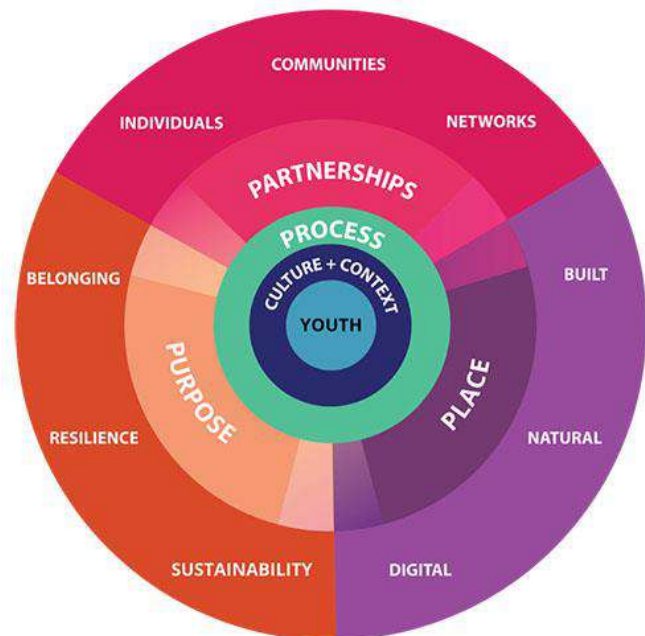 COMMUNITIES
INDIVIDUALS
NETWORKS
PARTNERSHIPS
PROCESS
CULTURE + CONTEXT
YOUTH
BELONGING
BUILT
PURPOSE
PLACE
RESILIENCE
NATURAL
SUSTAINABILITY
DIGITAL